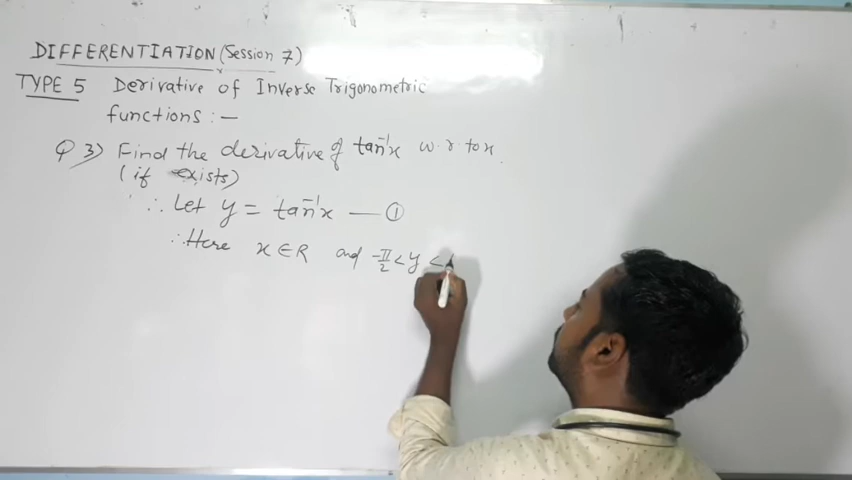 DIFFERENTIATION (Session 7)
TYPE 5 Derivative of Inverse Trigonometric
functions :—
Q 3) Find the derivative of tan⁻¹x w.r.to x.
(if exists)
∴ Let y = tan⁻¹x — ①
∴ Here x ∈ R and -π/2 < y <